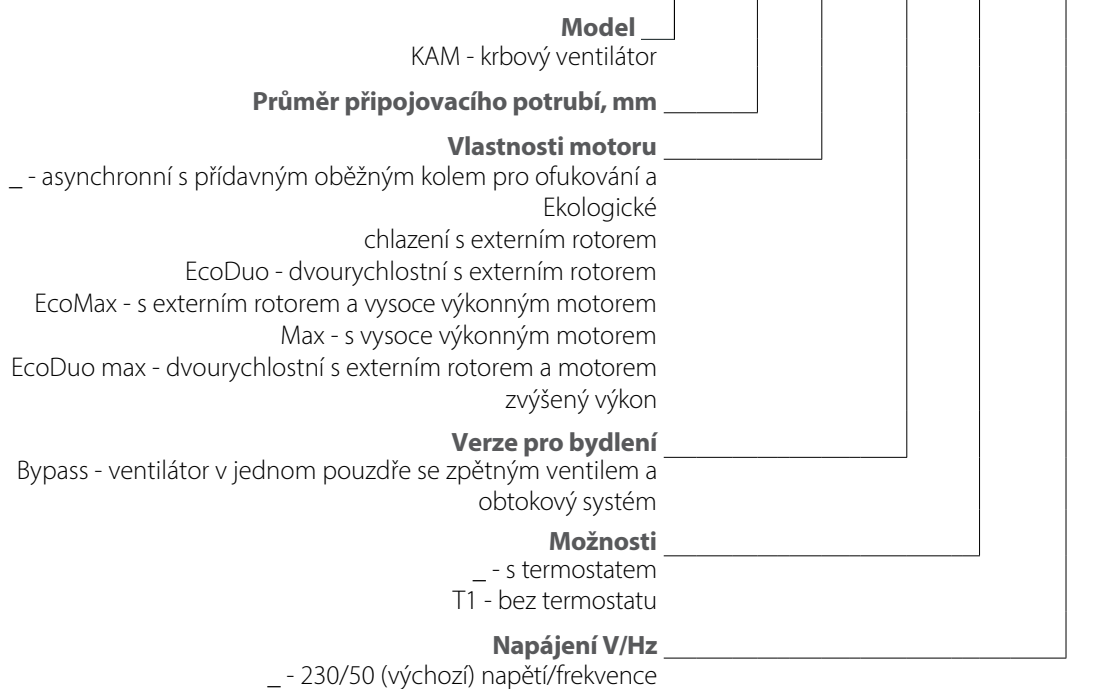 Model
KAM - krbový ventilátor
Průměr připojovacího potrubí, mm
Vlastnosti motoru
_ - asynchronní s přídavným oběžným kolem pro ofukování a
Ekologické
chlazení s externím rotorem
EcoDuo - dvourychlostní s externím rotorem
EcoMax - s externím rotorem a vysoce výkonným motorem
Max - s vysoce výkonným motorem
EcoDuo max - dvourychlostní s externím rotorem a motorem
zvýšený výkon
Verze pro bydlení
Bypass - ventilátor v jednom pouzdře se zpětným ventilem a
obtokový systém
Možnosti
_ - s termostatem
T1 - bez termostatu
Napájení V/Hz
_ - 230/50 (výchozí) napětí/frekvence